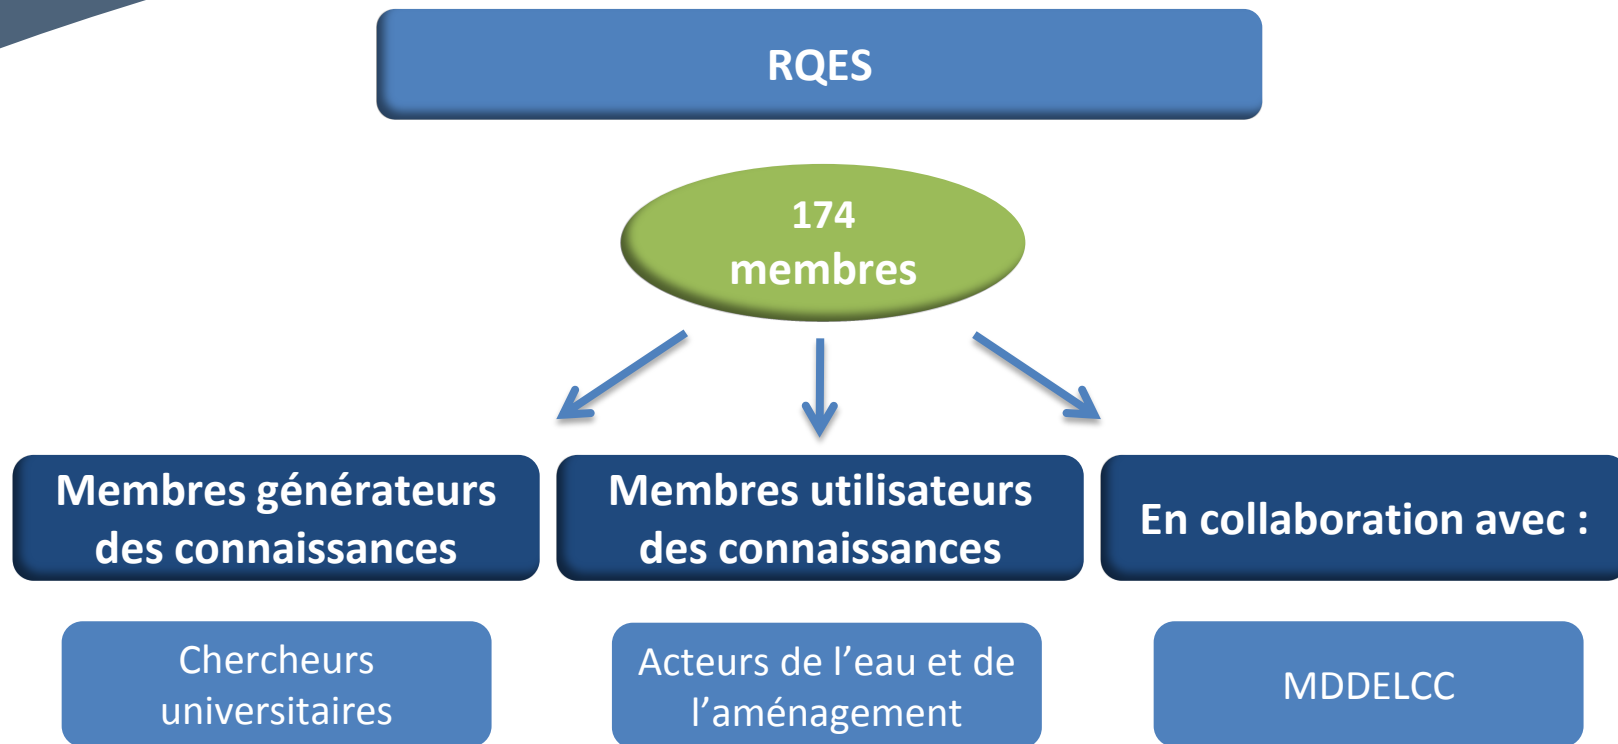 RQES
174
membres
Membres générateurs
des connaissances
Membres utilisateurs
des connaissances
En collaboration avec :
Chercheurs
universitaires
Acteurs de l’eau et de
l’aménagement
MDDELCC